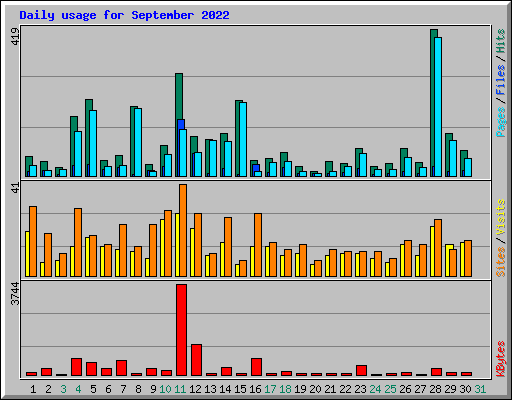 Daily usage for September 2022
419
Pages / Files / Hits
41
Sites / Visits
3744
KBytes
1 2 3 4 5 6 7 8 9 10 11 12 13 14 15 16 17 18 19 20 21 22 23 24 25 26 27 28 29 30 31